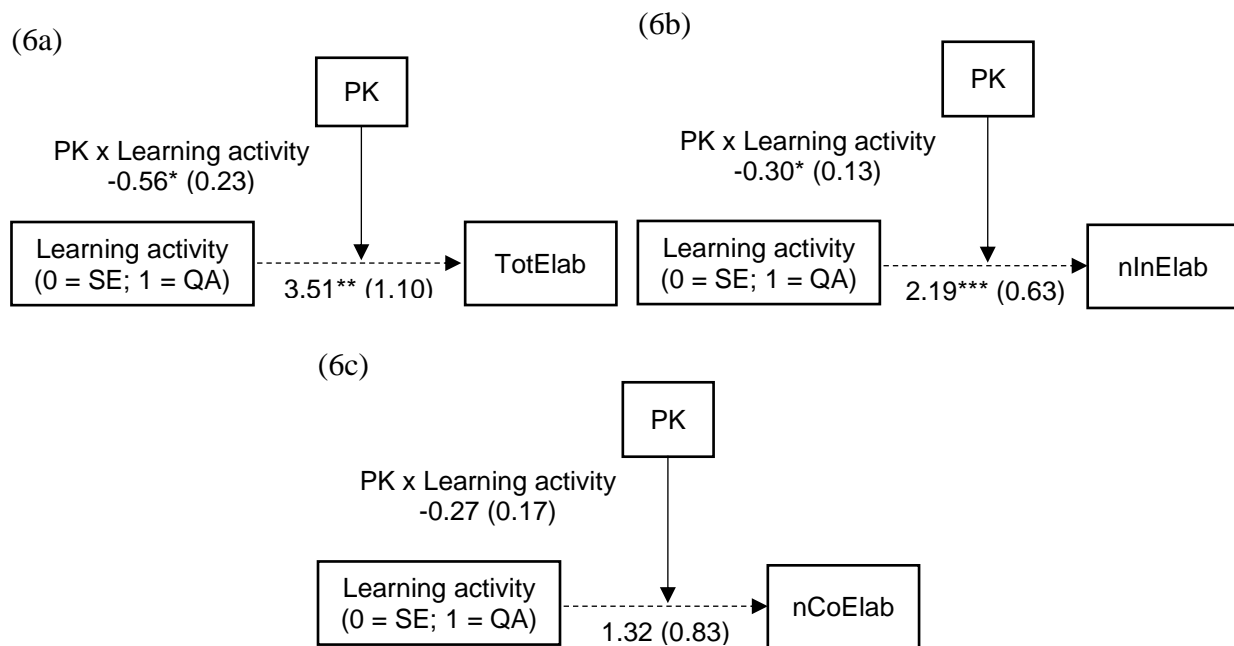 (6a)
PK
PK x Learning activity
-0.56* (0.23)
Learning activity
(0 = SE; 1 = QA)
TotElab
3.51** (1.10)
(6b)
PK
PK x Learning activity
-0.30* (0.13)
Learning activity
(0 = SE; 1 = QA)
nInElab
2.19*** (0.63)
(6c)
PK
PK x Learning activity
-0.27 (0.17)
Learning activity
(0 = SE; 1 = QA)
nCoElab
1.32 (0.83)